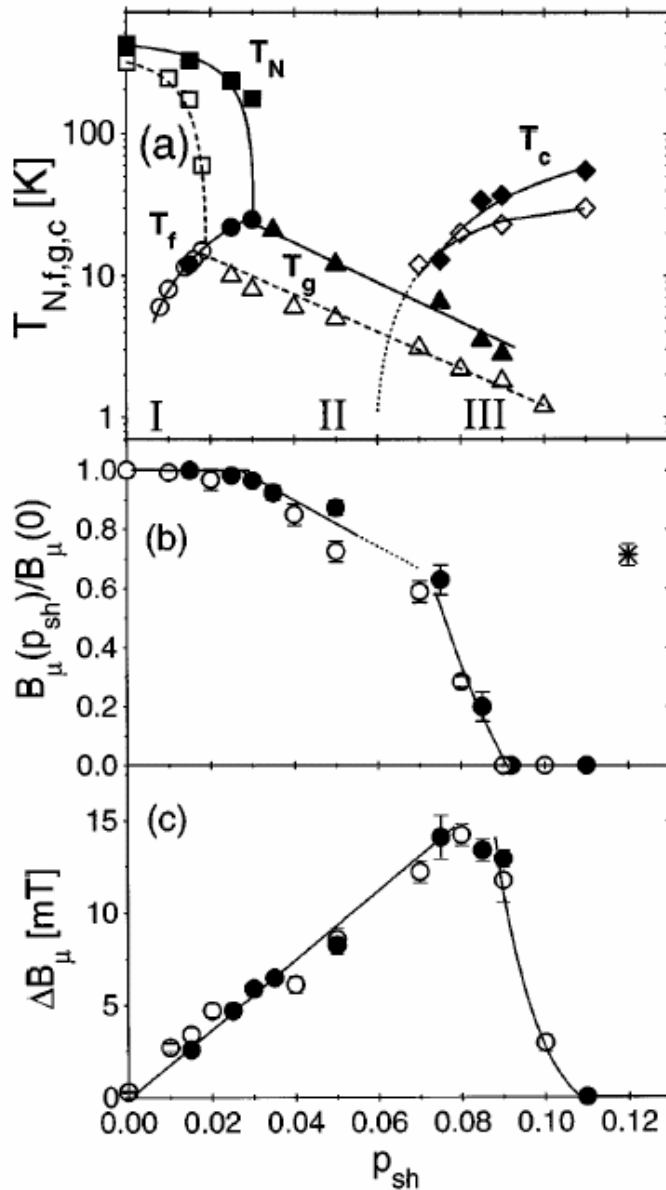 (a)
T_N
T_f
T_g
T_c
T_{N,f,g,c} [K]
100
10
1
I II III
(b)
B_μ(p_sh)/B_μ(0)
1.0
0.8
0.6
0.4
0.2
0.0
(c)
ΔB_μ [mT]
15
10
5
0
0.00 0.02 0.04 0.06 0.08 0.10 0.12
p_sh